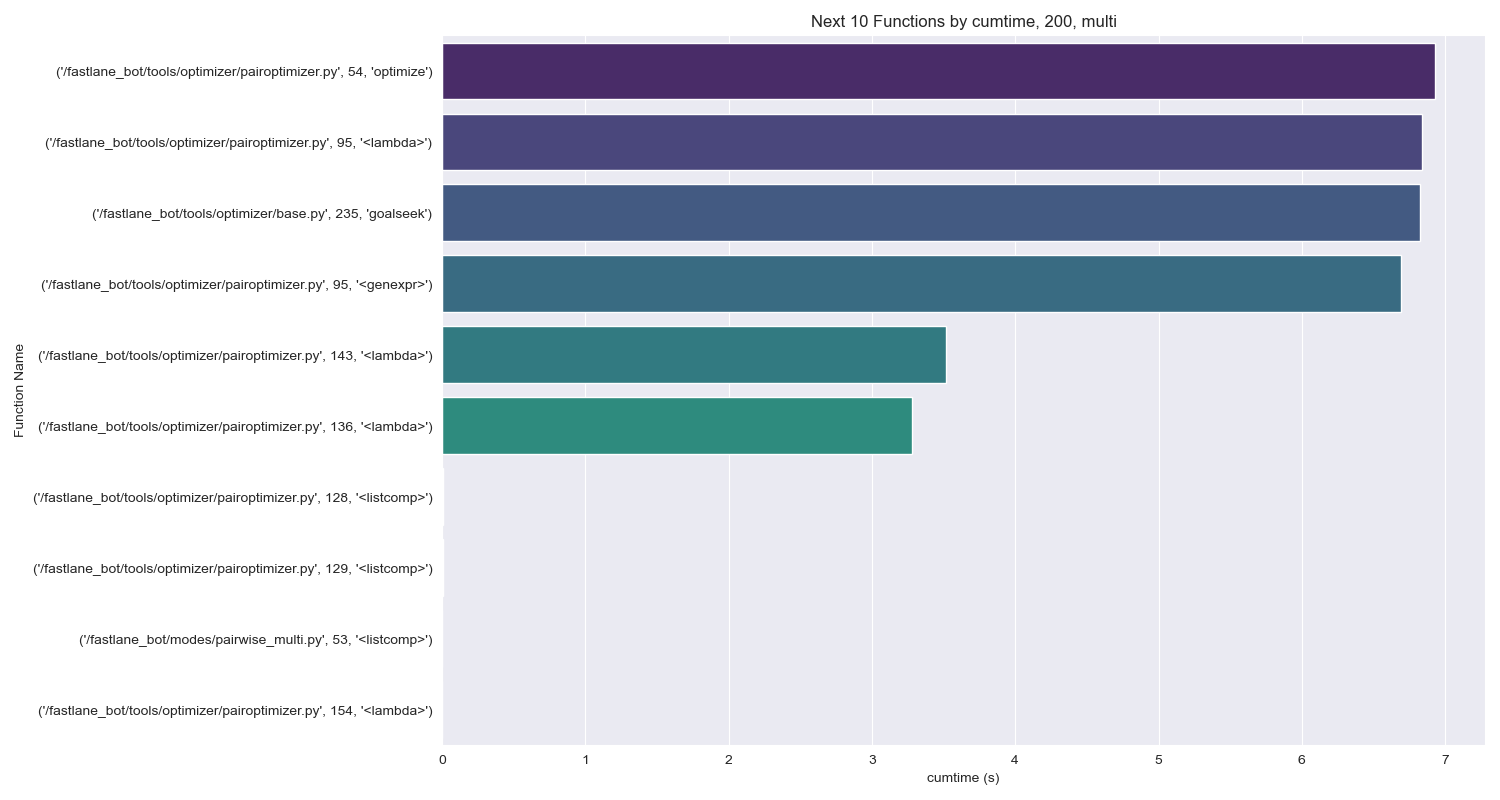 Next 10 Functions by cumtime, 200, multi
('/fastlane_bot/tools/optimizer/pairoptimizer.py', 54, 'optimize')
('/fastlane_bot/tools/optimizer/pairoptimizer.py', 95, '<lambda>')
('/fastlane_bot/tools/optimizer/base.py', 235, 'goalseek')
('/fastlane_bot/tools/optimizer/pairoptimizer.py', 95, '<genexpr>')
('/fastlane_bot/tools/optimizer/pairoptimizer.py', 143, '<lambda>')
('/fastlane_bot/tools/optimizer/pairoptimizer.py', 136, '<lambda>')
('/fastlane_bot/tools/optimizer/pairoptimizer.py', 128, '<listcomp>')
('/fastlane_bot/tools/optimizer/pairoptimizer.py', 129, '<listcomp>')
('/fastlane_bot/modes/pairwise_multi.py', 53, '<listcomp>')
('/fastlane_bot/tools/optimizer/pairoptimizer.py', 154, '<lambda>')
Function Name
0 1 2 3 4 5 6 7
cumtime (s)